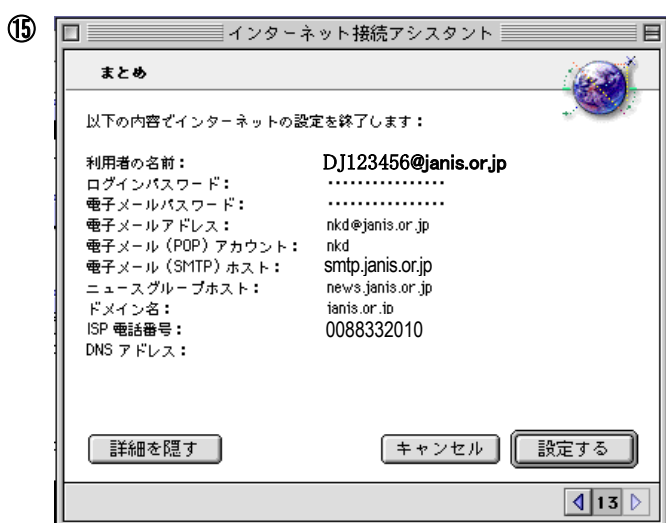 ⑮
インターネット接続アシスタント
まとめ
以下の内容でインターネットの設定を終了します：
利用者の名前： DJ123456@janis.or.jp
ログインパスワード： ················
電子メールパスワード： ················
電子メールアドレス： nkd@janis.or.jp
電子メール（POP）アカウント： nkd
電子メール（SMTP）ホスト： smtp.janis.or.jp
ニュースグループホスト： news.janis.or.jp
ドメイン名： janis.or.jp
ISP 電話番号： 0088332010
DNS アドレス：
詳細を隠す キャンセル 設定する
13